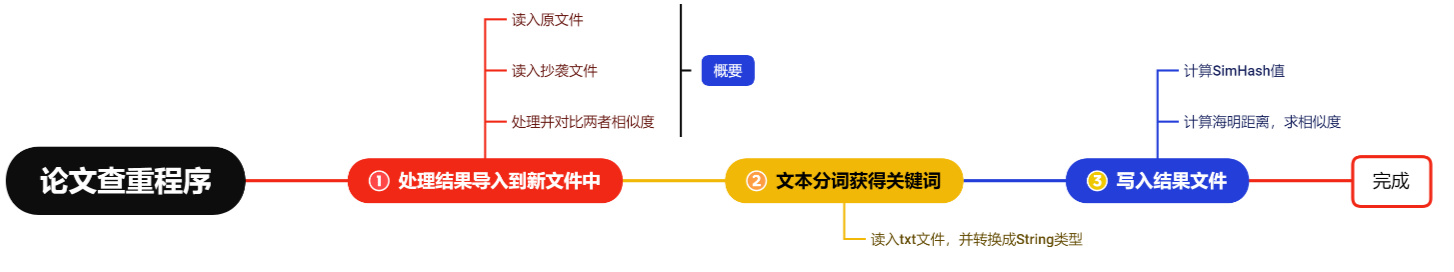 论文查重程序
① 处理结果导入到新文件中
读入原文件
读入抄袭文件
处理并对比两者相似度
概要
② 文本分词获得关键词
读入txt文件，并转换成String类型
③ 写入结果文件
计算SimHash值
计算海明距离，求相似度
完成